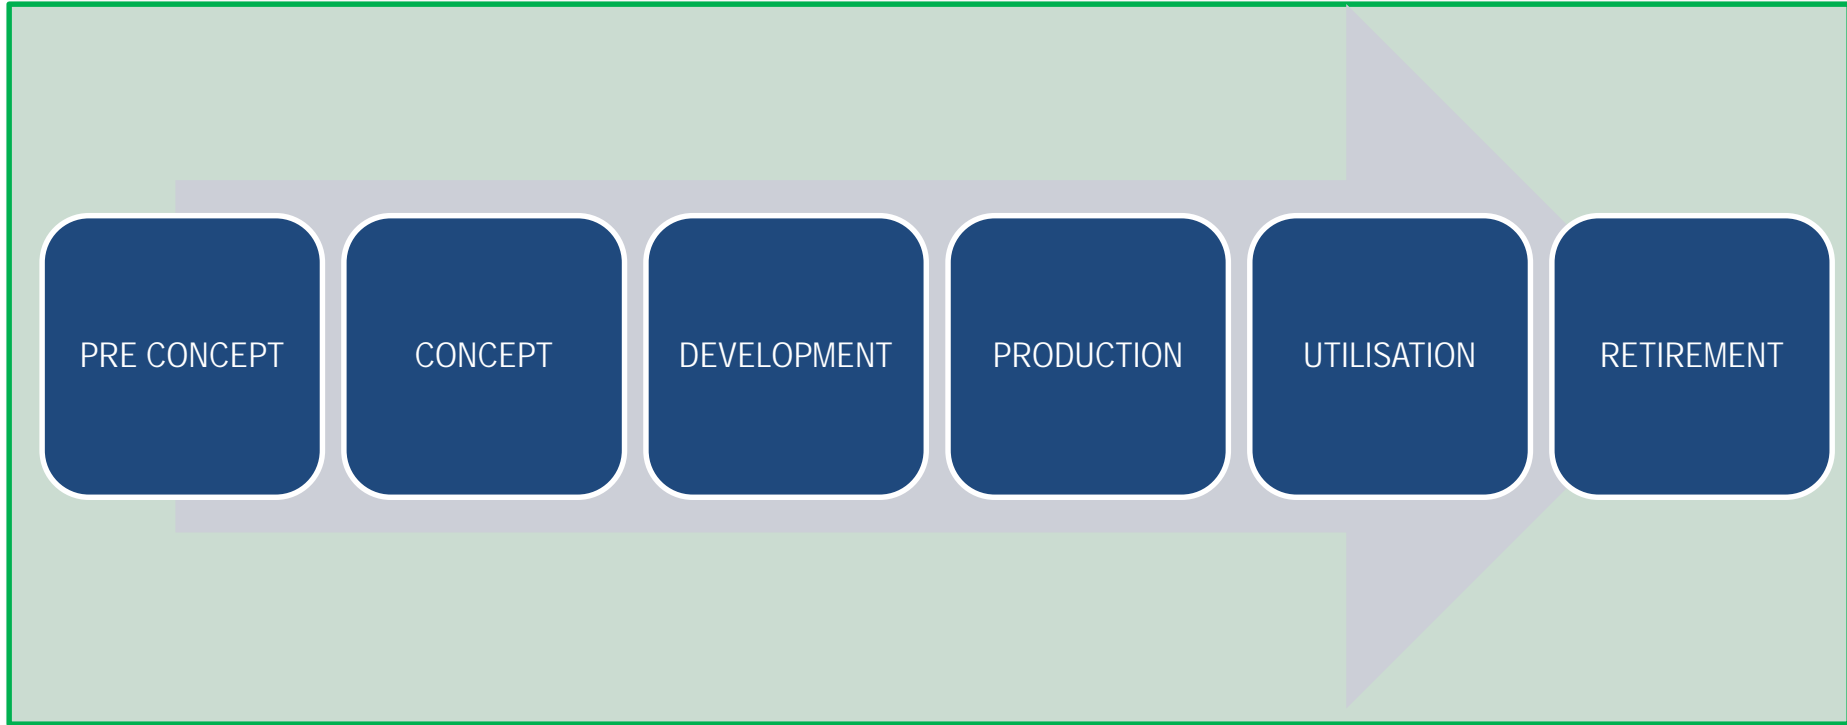 PRE CONCEPT
CONCEPT
DEVELOPMENT
PRODUCTION
UTILISATION
RETIREMENT